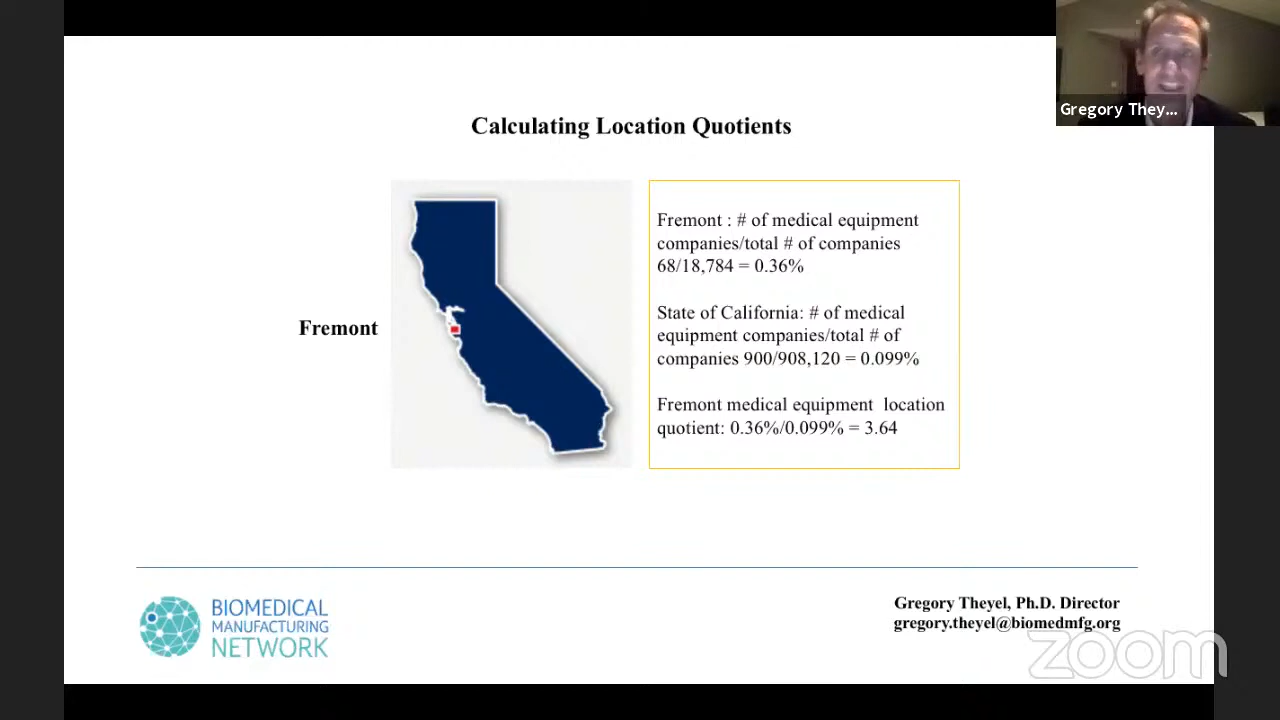 Gregory They...
Calculating Location Quotients
Fremont
Fremont : # of medical equipment
companies/total # of companies
68/18,784 = 0.36%
State of California: # of medical
equipment companies/total # of
companies 900/908,120 = 0.099%
Fremont medical equipment location
quotient: 0.36%/0.099% = 3.64
BIOMEDICAL
MANUFACTURING
NETWORK
Gregory Theyel, Ph.D. Director
gregory.theyel@biomedmfg.org
zoom